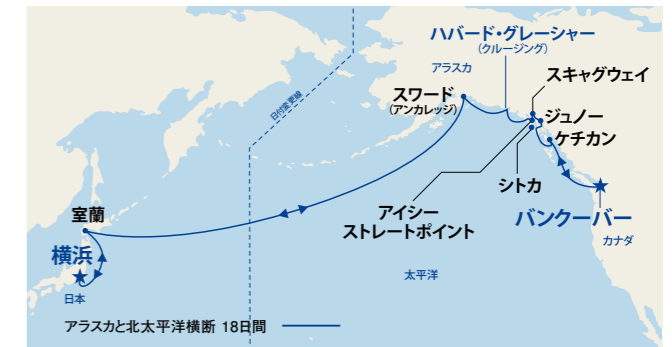 ハバード・グレーシャー
(クルージング)
アラスカ
スキャグウェイ
スワード
(アンカレッジ)
ジュノー
ケチカン
日付変更線
シトカ
アイシー
ストレートポイント
バンクーバー
カナダ
室蘭
横浜
日本
太平洋
アラスカと北太平洋横断 18日間